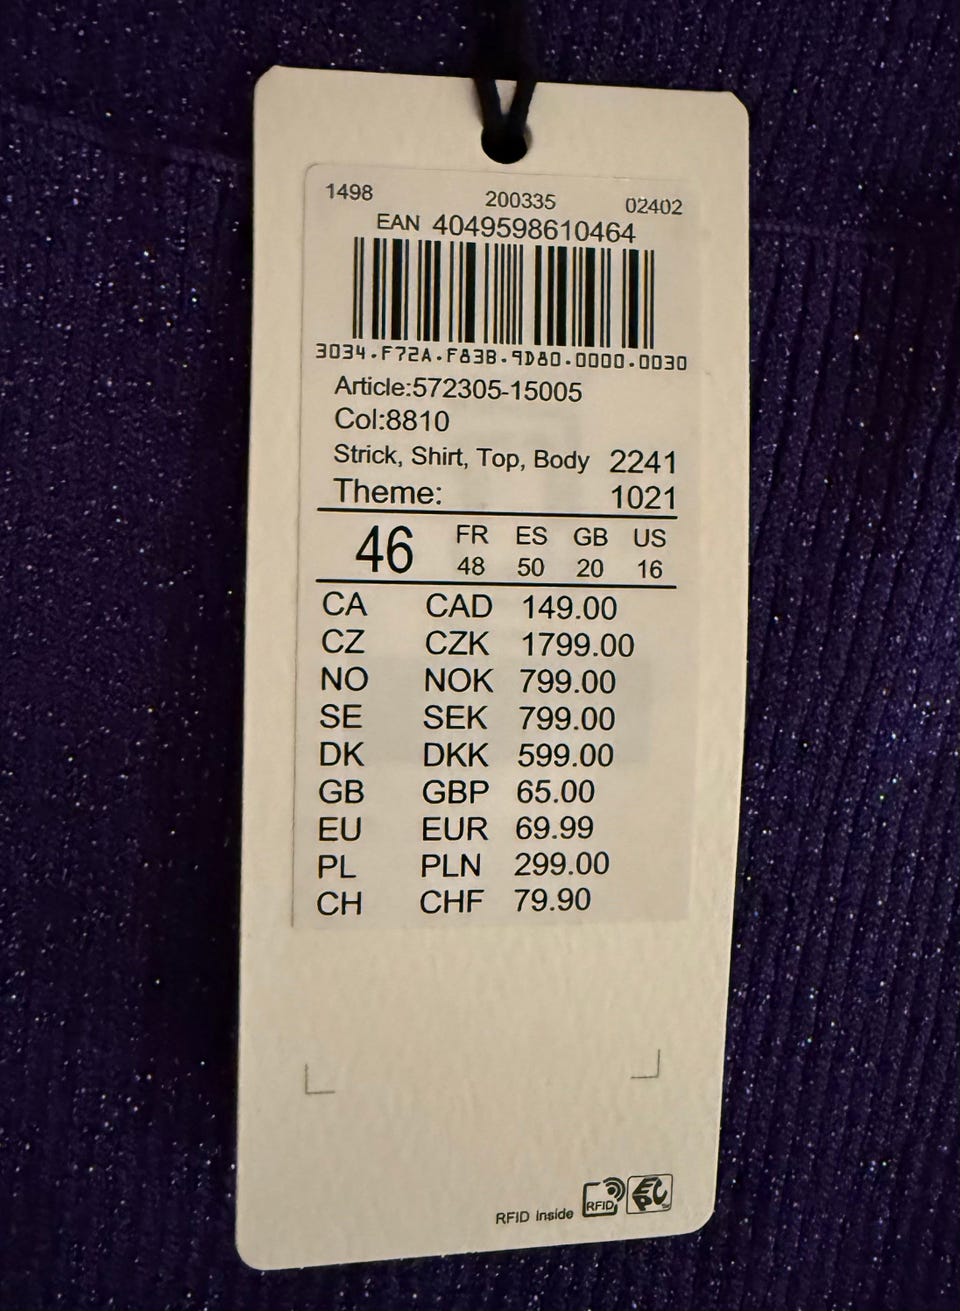 1498 200335 02402
EAN 4049598610464
3034.F72A.F83B.9D80.0000.0030
Article:572305-15005
Col:8810
Strick, Shirt, Top, Body 2241
Theme: 1021
46 FR ES GB US
48 50 20 16
CA CAD 149.00
CZ CZK 1799.00
NO NOK 799.00
SE SEK 799.00
DK DKK 599.00
GB GBP 65.00
EU EUR 69.99
PL PLN 299.00
CH CHF 79.90
RFID inside RFID EPC